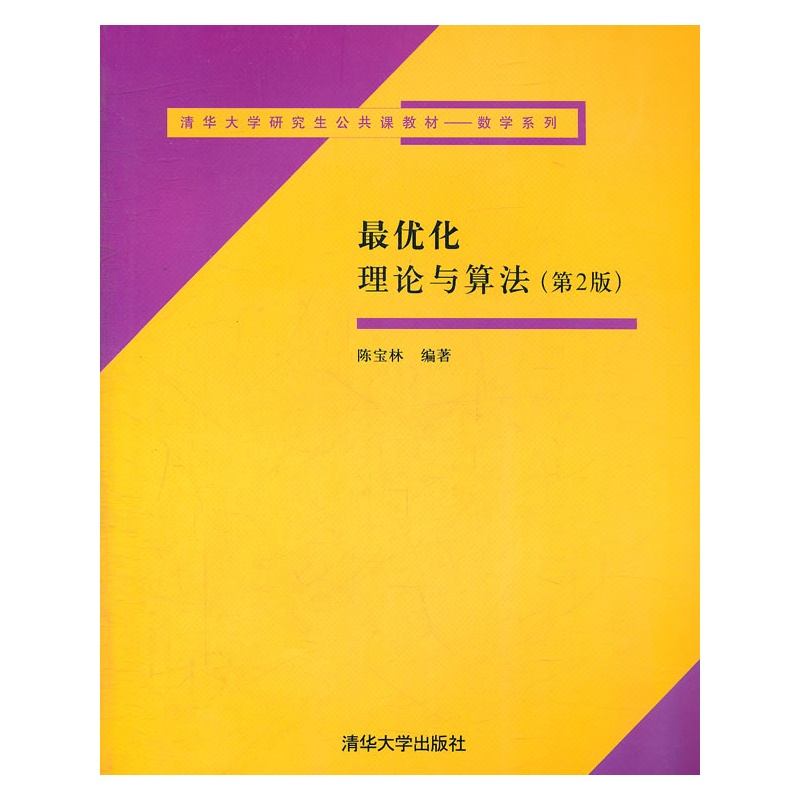 清华大学研究生公共课教材——数学系列
最优化
理论与算法(第2版)
陈宝林 编著
清华大学出版社